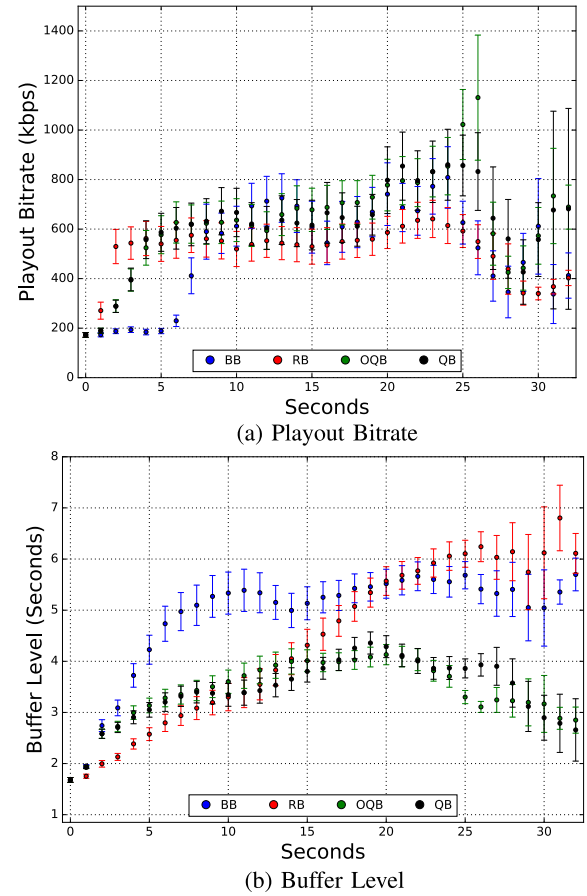 1400
1200
1000
800
600
400
200
0
Playout Bitrate (kbps)
BB RB OQB QB
0 5 10 15 20 25 30
Seconds
(a) Playout Bitrate
8
7
6
5
4
3
2
1
Buffer Level (Seconds)
BB RB OQB QB
0 5 10 15 20 25 30
Seconds
(b) Buffer Level